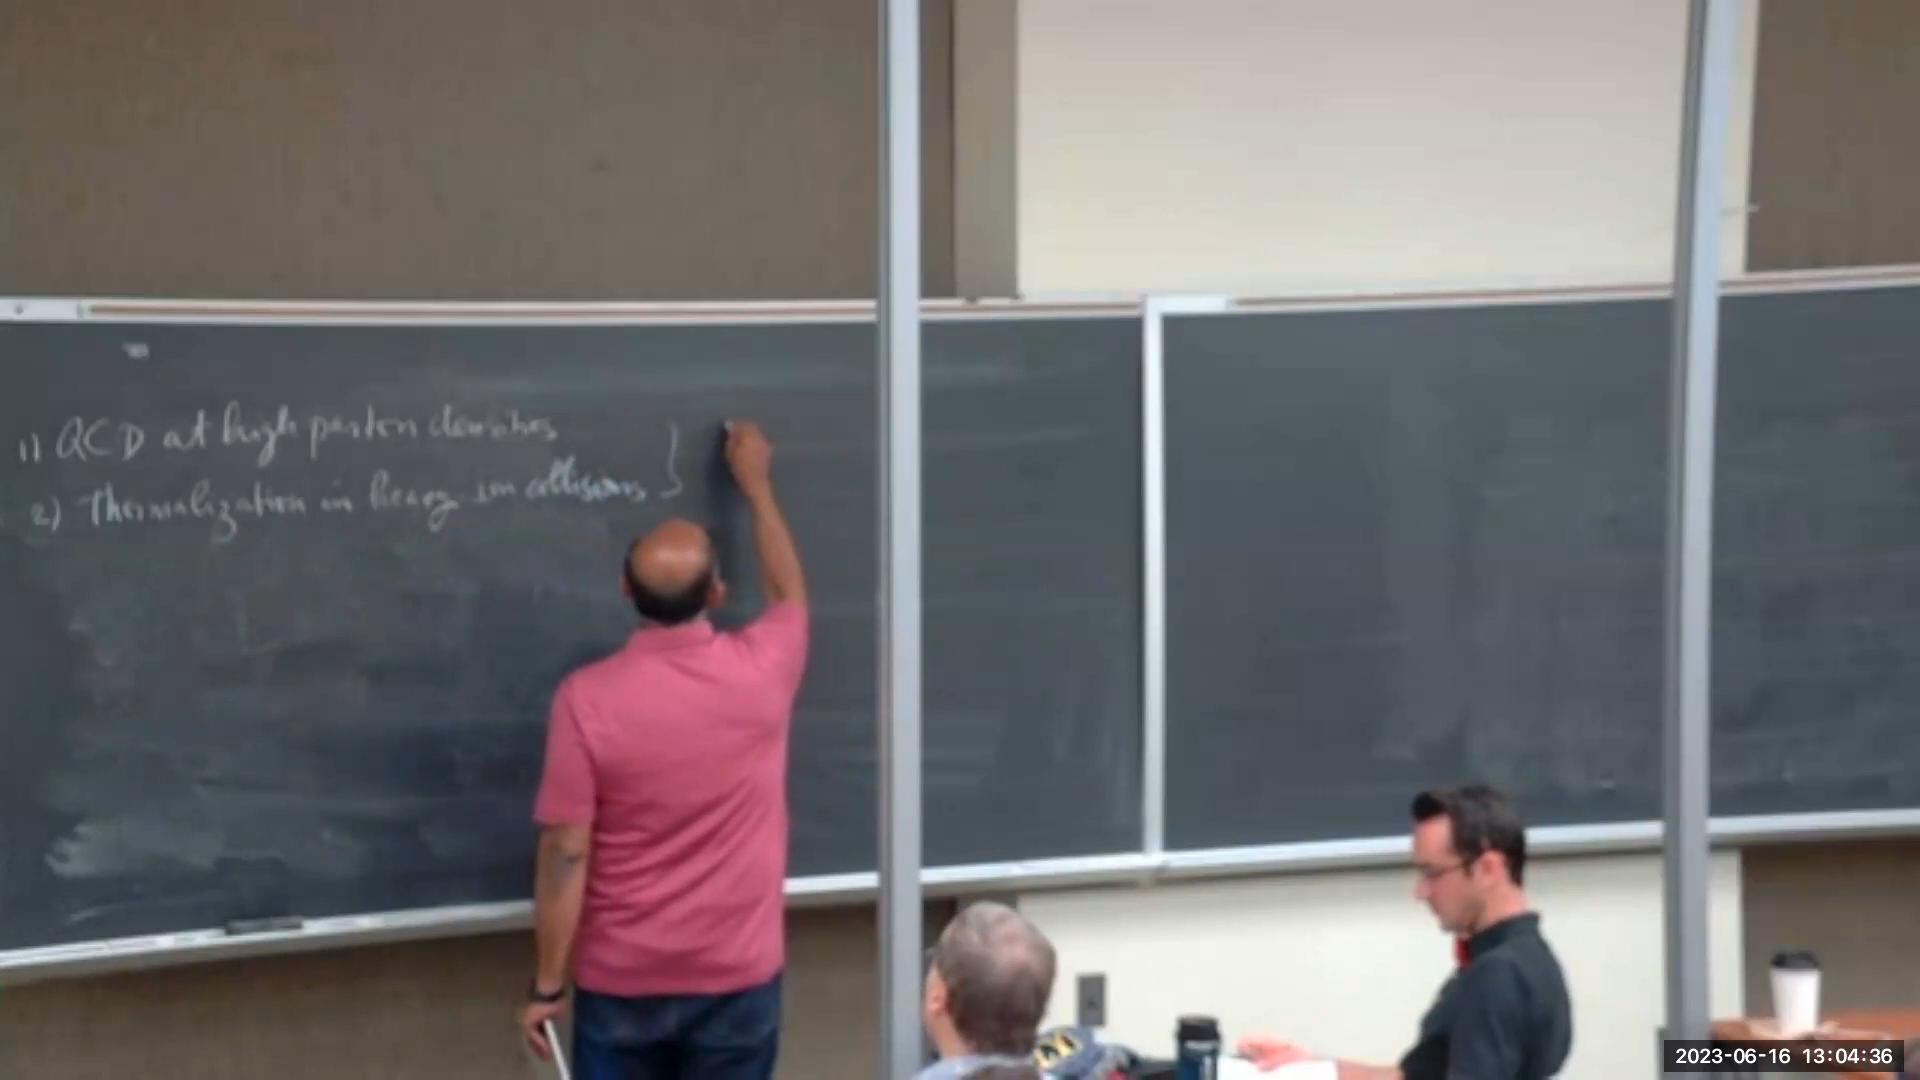 1) QCD at high parton densities
2) Thermalization in heavy ion collisions }
2023-06-16 13:04:36